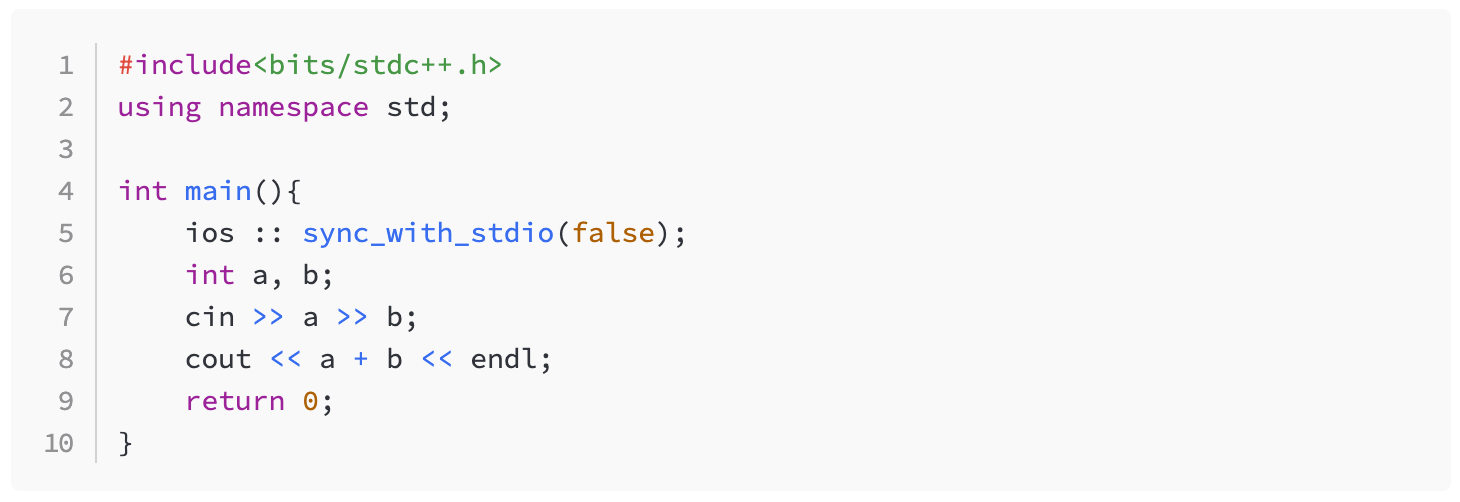 1 #include<bits/stdc++.h>
2 using namespace std;
3
4 int main(){
5     ios :: sync_with_stdio(false);
6     int a, b;
7     cin >> a >> b;
8     cout << a + b << endl;
9     return 0;
10 }